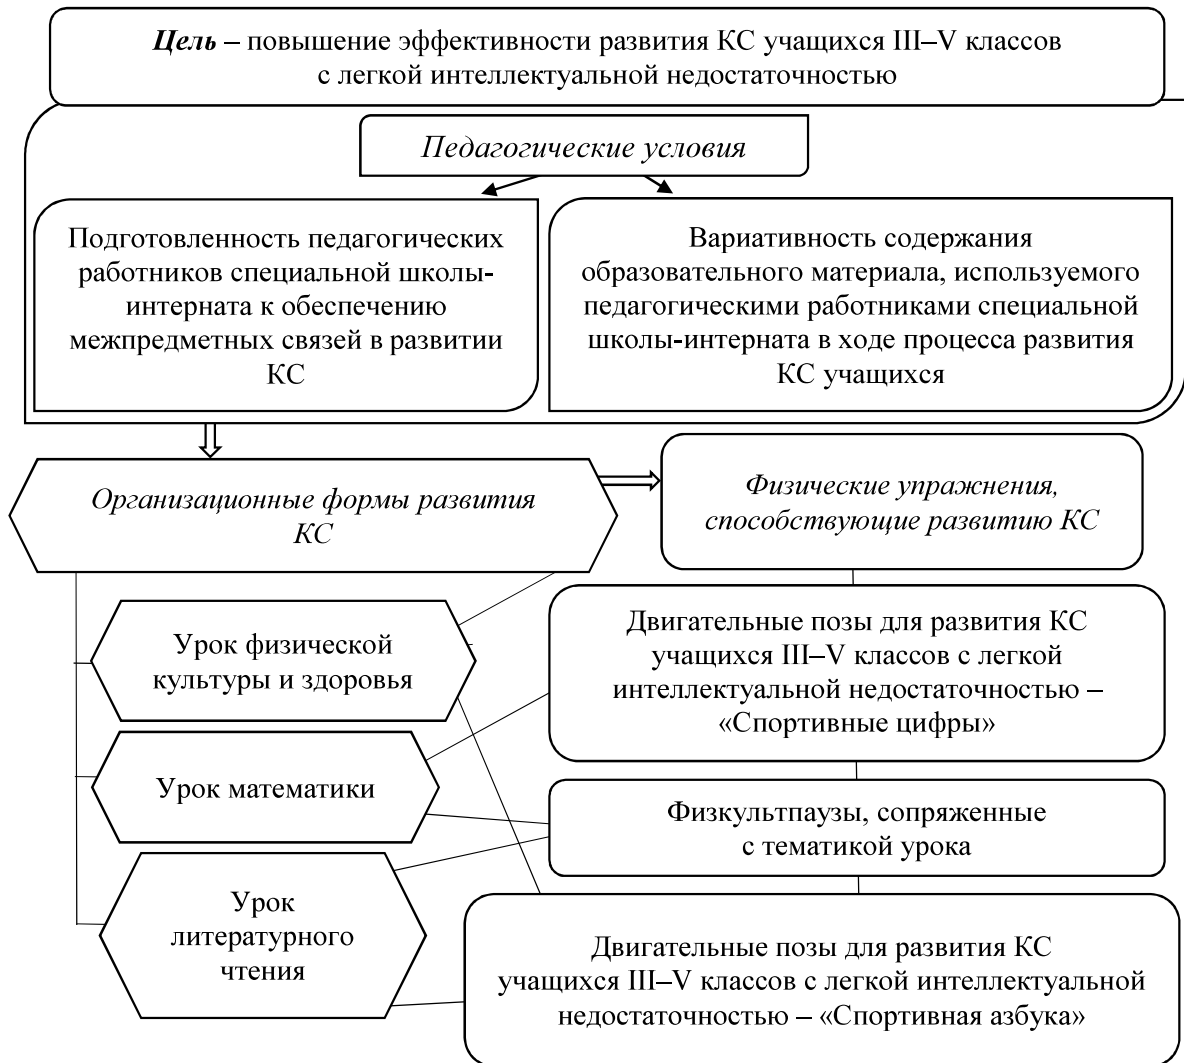 Цель – повышение эффективности развития КС учащихся III–V классов
с легкой интеллектуальной недостаточностью
Педагогические условия
Подготовленность педагогических
работников специальной школы-
интерната к обеспечению
межпредметных связей в развитии
КС
Вариативность содержания
образовательного материала, используемого
педагогическими работниками специальной
школы-интерната в ходе процесса развития
КС учащихся
Организационные формы развития
КС
Физические упражнения,
способствующие развитию КС
Урок физической
культуры и здоровья
Двигательные позы для развития КС
учащихся III–V классов с легкой
интеллектуальной недостаточностью –
«Спортивные цифры»
Урок математики
Физкультпаузы, сопряженные
с тематикой урока
Урок
литературного
чтения
Двигательные позы для развития КС
учащихся III–V классов с легкой интеллектуальной
недостаточностью – «Спортивная азбука»